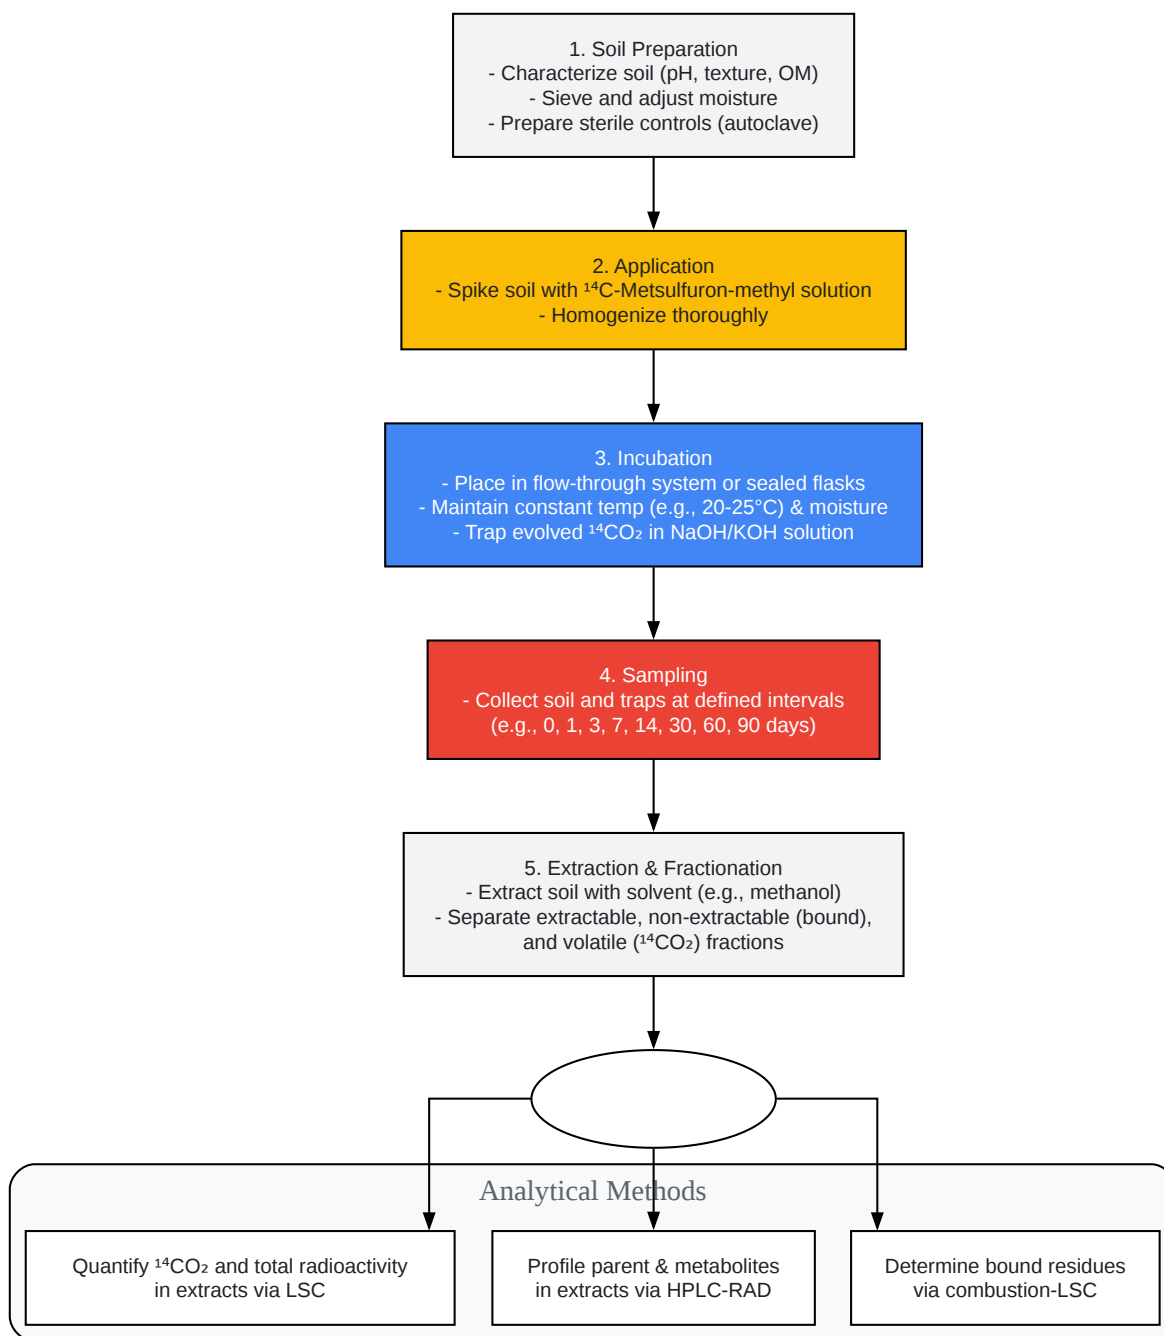 1. Soil Preparation
- Characterize soil (pH, texture, OM)
- Sieve and adjust moisture
- Prepare sterile controls (autoclave)
2. Application
- Spike soil with ¹⁴C-Metsulfuron-methyl solution
- Homogenize thoroughly
3. Incubation
- Place in flow-through system or sealed flasks
- Maintain constant temp (e.g., 20-25°C) & moisture
- Trap evolved ¹⁴CO₂ in NaOH/KOH solution
4. Sampling
- Collect soil and traps at defined intervals
(e.g., 0, 1, 3, 7, 14, 30, 60, 90 days)
5. Extraction & Fractionation
- Extract soil with solvent (e.g., methanol)
- Separate extractable, non-extractable (bound),
and volatile (¹⁴CO₂) fractions
Analytical Methods
Quantify ¹⁴CO₂ and total radioactivity
in extracts via LSC
Profile parent & metabolites
in extracts via HPLC-RAD
Determine bound residues
via combustion-LSC